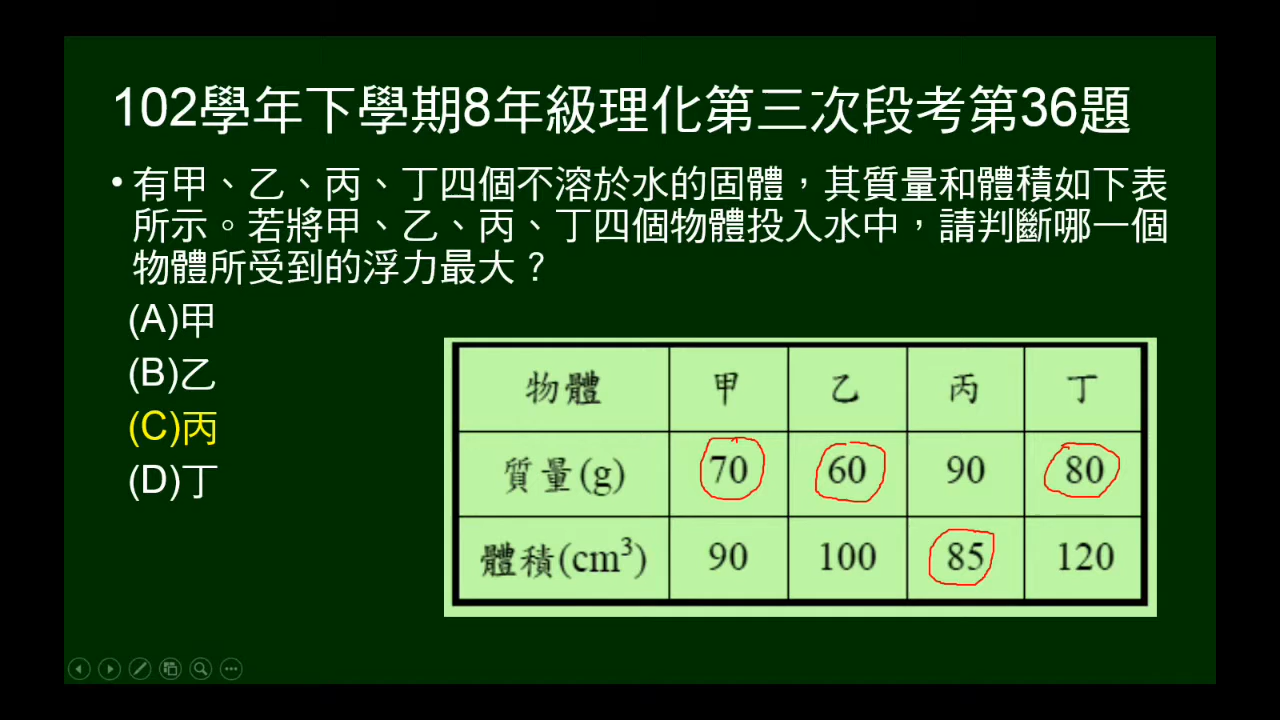 102學年下學期8年級理化第三次段考第36題
• 有甲、乙、丙、丁四個不溶於水的固體，其質量和體積如下表
所示。若將甲、乙、丙、丁四個物體投入水中，請判斷哪一個
物體所受到的浮力最大？
(A)甲
(B)乙
(C)丙
(D)丁
物體 甲 乙 丙 丁
質量(g) 70 60 90 80
體積(cm³) 90 100 85 120